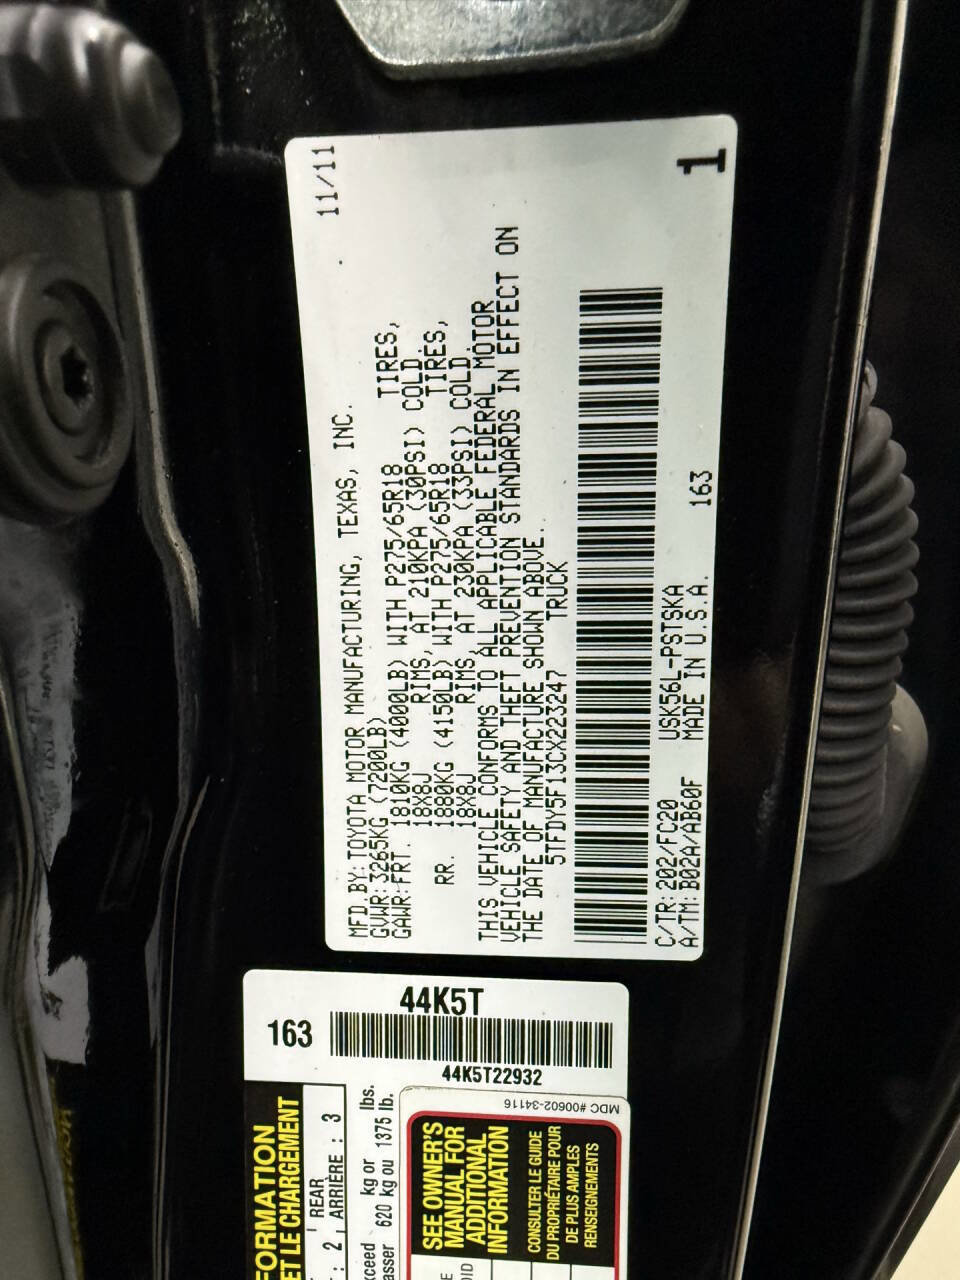 11/11
MFD.BY:TOYOTA MOTOR MANUFACTURING, TEXAS, INC.
GVWR:3265KG (7200LB)
GAWR:FRT. 1810KG (4000LB) WITH P275/65R18 TIRES,
18X8J RIMS, AT 210KPA (30PSI) COLD.
RR. 1880KG (4150LB) WITH P275/65R18 TIRES,
18X8J RIMS, AT 230KPA (33PSI) COLD.
THIS VEHICLE CONFORMS TO ALL APPLICABLE FEDERAL MOTOR
VEHICLE SAFETY AND THEFT PREVENTION STANDARDS IN EFFECT ON
THE DATE OF MANUFACTURE SHOWN ABOVE.
5TFDY5F13CX223247 TRUCK
C/TR:202/FC20 USK56L-PSTSKA 163
A/TM:B02A/AB60F MADE IN U.S.A.
1
44K5T
163
44K5T22932
FORMATION
ET LE CHARGEMENT
REAR
: 2 ARRIÈRE : 3
xceed kg or lbs.
asser 620 kg ou 1375 lb.
MDC #00602-34116
SEE OWNER'S
MANUAL FOR
ADDITIONAL
INFORMATION
CONSULTER LE GUIDE
DU PROPRIÉTAIRE POUR
DE PLUS AMPLES
RENSEIGNEMENTS